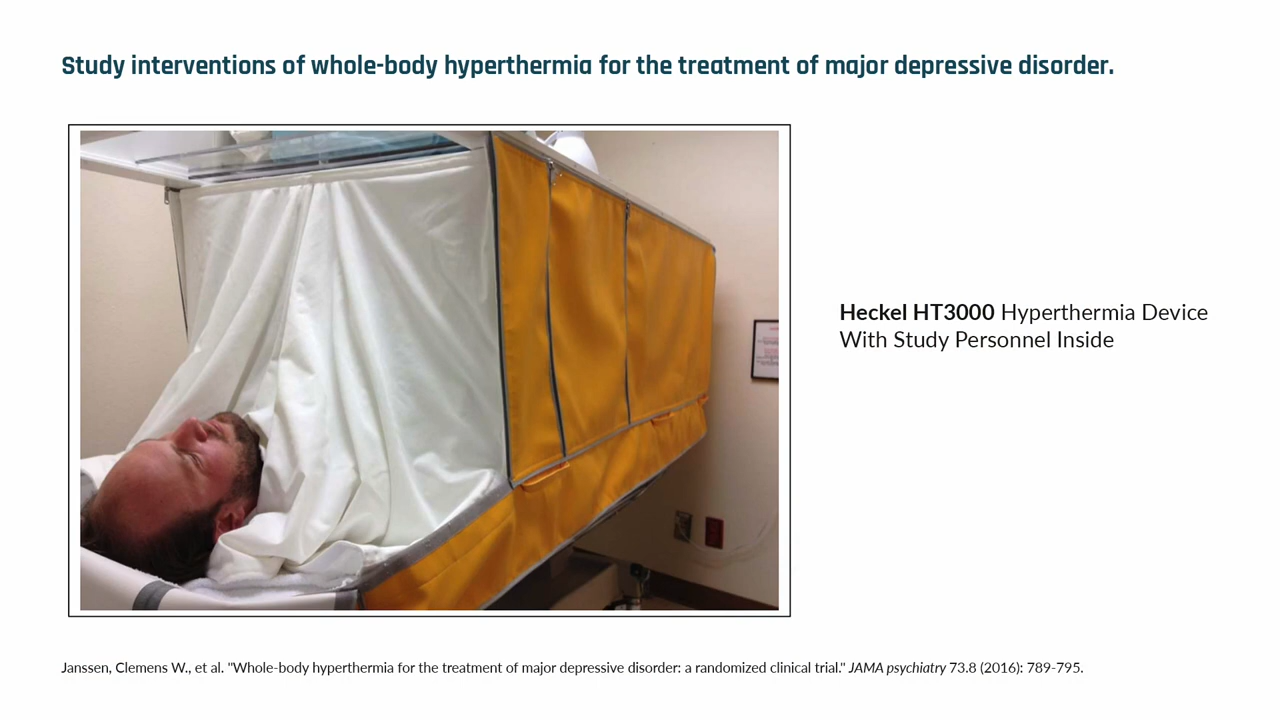 Study interventions of whole-body hyperthermia for the treatment of major depressive disorder.
Heckel HT3000 Hyperthermia Device
With Study Personnel Inside
Janssen, Clemens W., et al. "Whole-body hyperthermia for the treatment of major depressive disorder: a randomized clinical trial." JAMA psychiatry 73.8 (2016): 789-795.